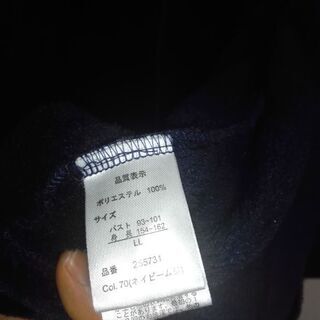 品質表示
ポリエステル 100%
サイズ
バスト 93-101
身長 154-162
LL
品番 255731
Col.70(ネイビー